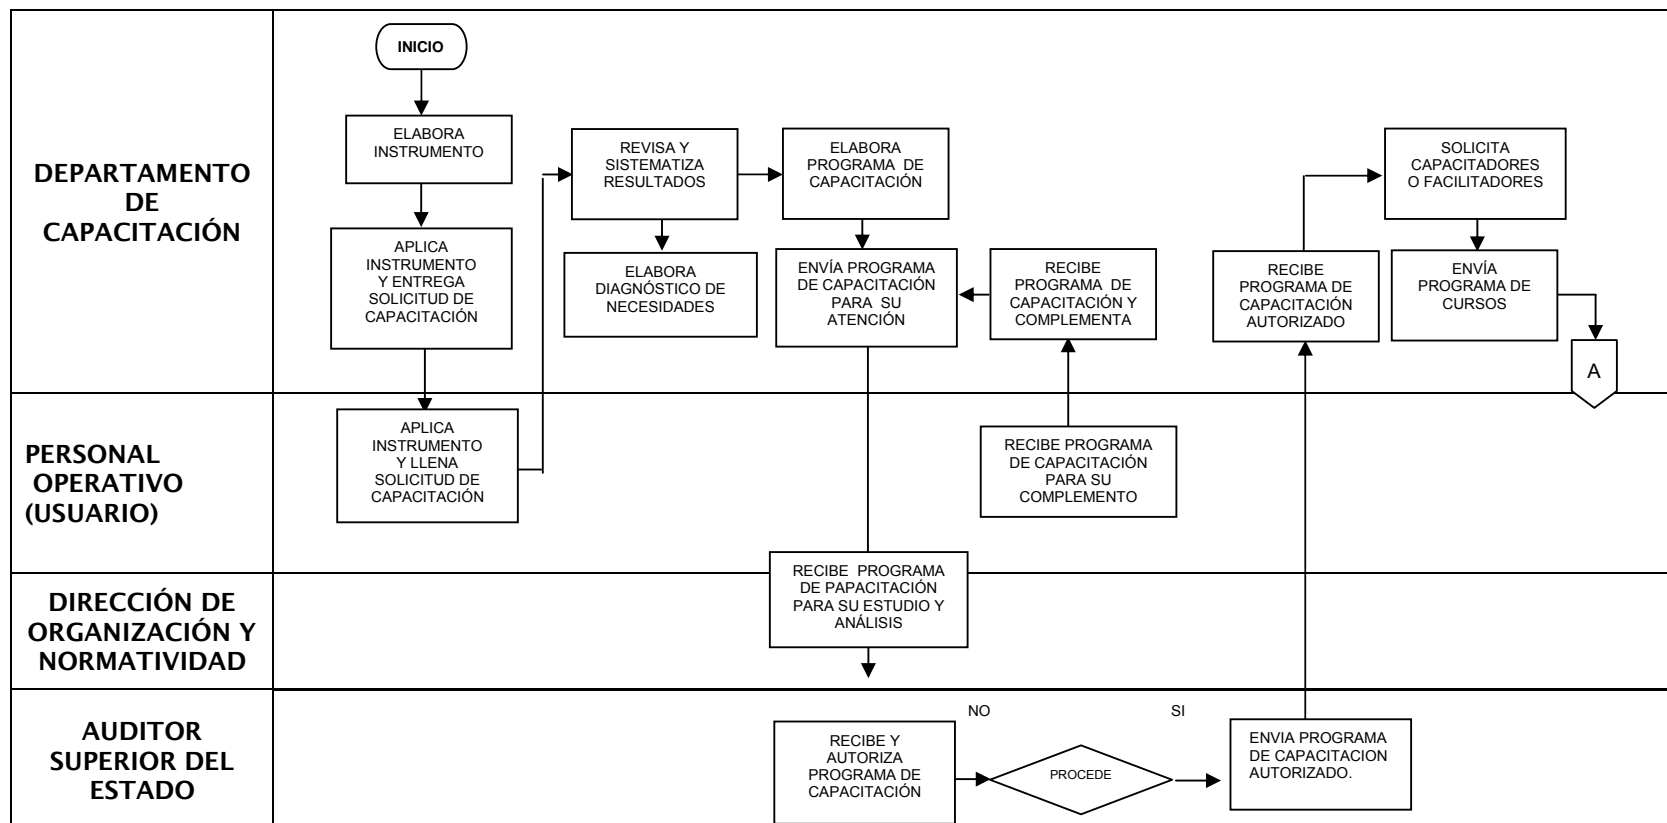 DEPARTAMENTO
DE
CAPACITACIÓN
INICIO
ELABORA
INSTRUMENTO
APLICA
INSTRUMENTO
Y ENTREGA
SOLICITUD DE
CAPACITACIÓN
REVISA Y
SISTEMATIZA
RESULTADOS
ELABORA
DIAGNÓSTICO DE
NECESIDADES
ELABORA
PROGRAMA DE
CAPACITACIÓN
ENVÍA PROGRAMA
DE CAPACITACIÓN
PARA SU
ATENCIÓN
RECIBE
PROGRAMA DE
CAPACITACIÓN Y
COMPLEMENTA
RECIBE
PROGRAMA DE
CAPACITACIÓN
AUTORIZADO
SOLICITA
CAPACITADORES
O FACILITADORES
ENVÍA
PROGRAMA DE
CURSOS
A
PERSONAL
OPERATIVO
(USUARIO)
APLICA
INSTRUMENTO
Y LLENA
SOLICITUD DE
CAPACITACIÓN
RECIBE PROGRAMA
DE CAPACITACIÓN
PARA SU
COMPLEMENTO
DIRECCIÓN DE
ORGANIZACIÓN Y
NORMATIVIDAD
RECIBE PROGRAMA
DE PAPACITACIÓN
PARA SU ESTUDIO Y
ANÁLISIS
AUDITOR
SUPERIOR DEL
ESTADO
RECIBE Y
AUTORIZA
PROGRAMA DE
CAPACITACIÓN
NO
PROCEDE
SI
ENVIA PROGRAMA
DE CAPACITACION
AUTORIZADO.